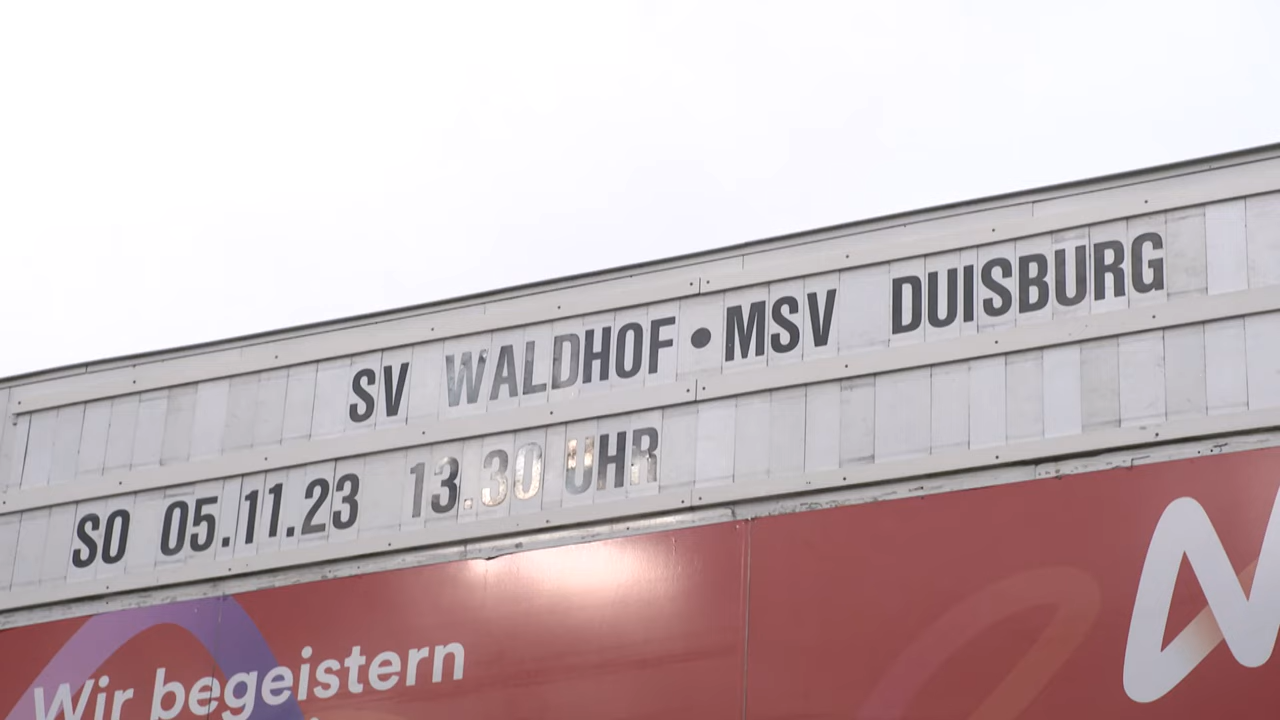 SV WALDHOF • MSV DUISBURG
SO 05.11.23 13.30 UHR
Wir begeistern